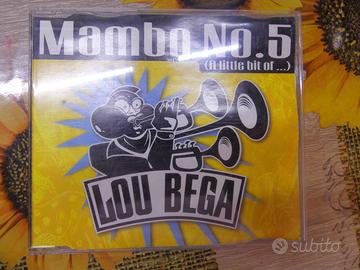 Mambo No.5
(A little bit of ...)
LOU BEGA
subito